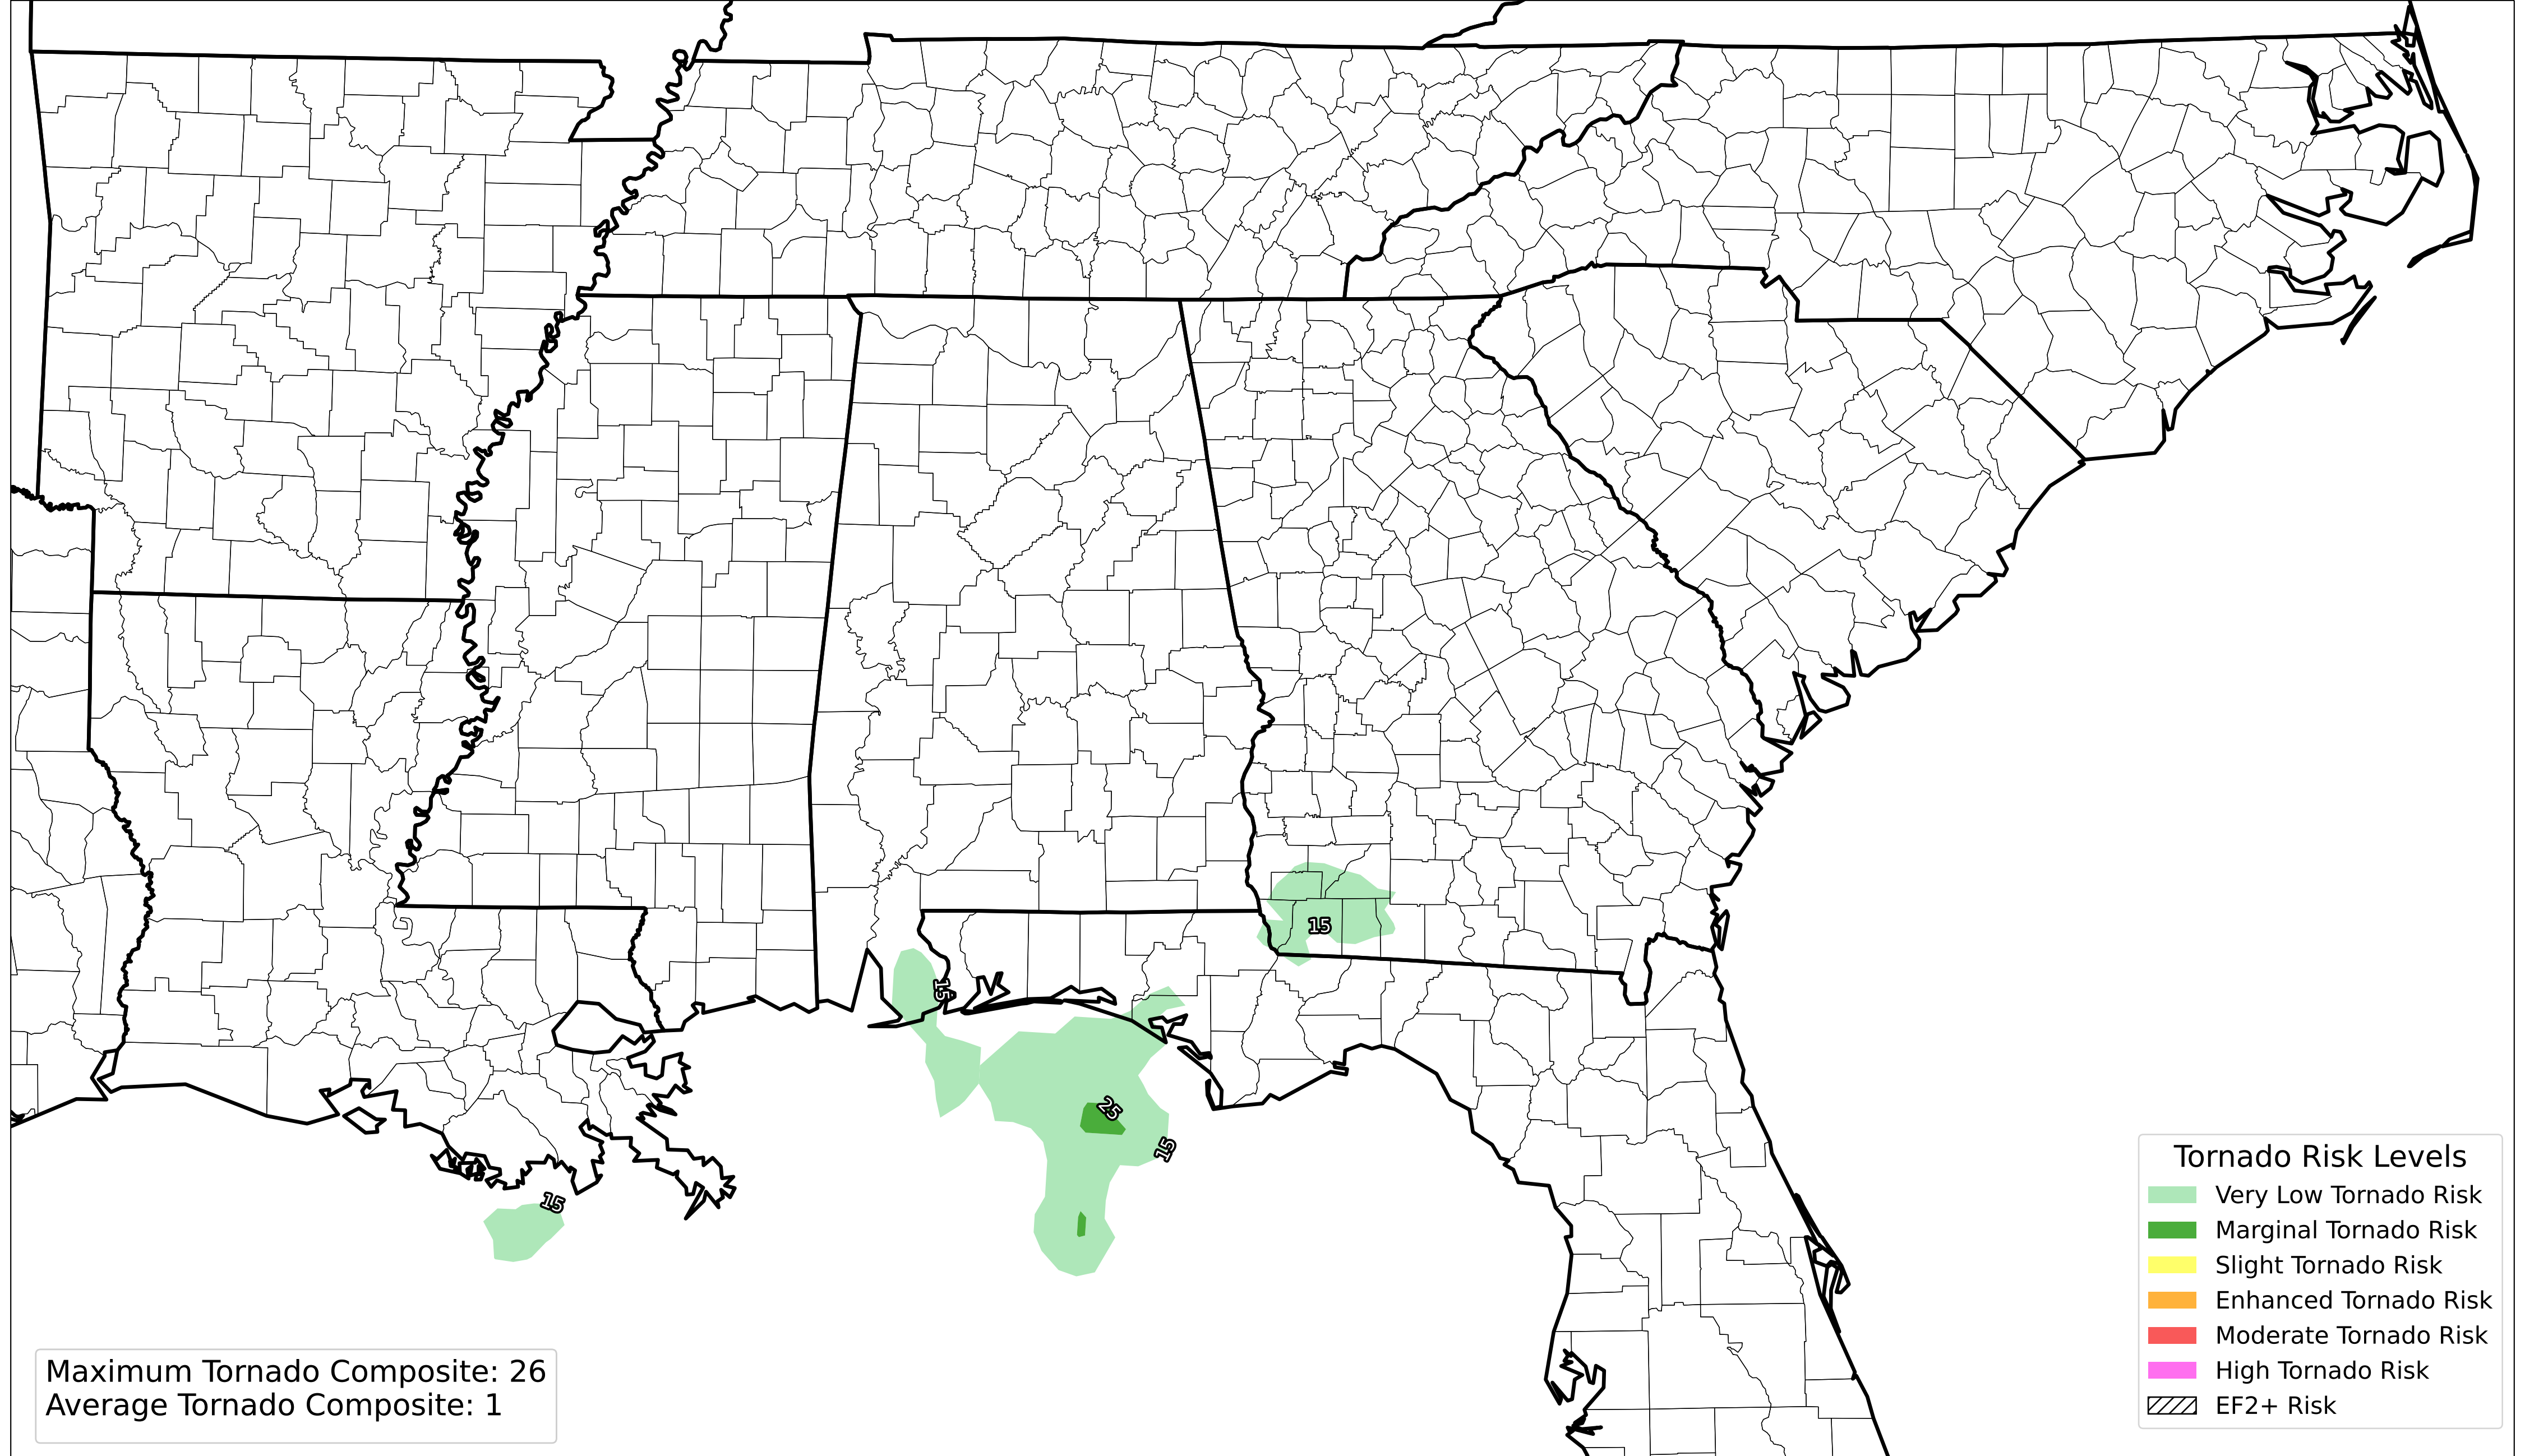 15
15
25
15
15
Tornado Risk Levels
Very Low Tornado Risk
Marginal Tornado Risk
Slight Tornado Risk
Enhanced Tornado Risk
Moderate Tornado Risk
High Tornado Risk
EF2+ Risk
Maximum Tornado Composite: 26
Average Tornado Composite: 1